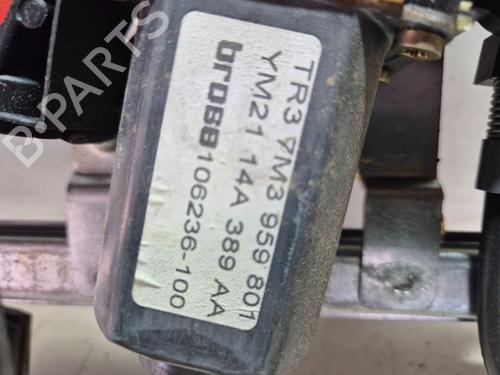 TR3 7M3 959 801
YM21 14A 389 AA
brose 106236-100
B-PARTS